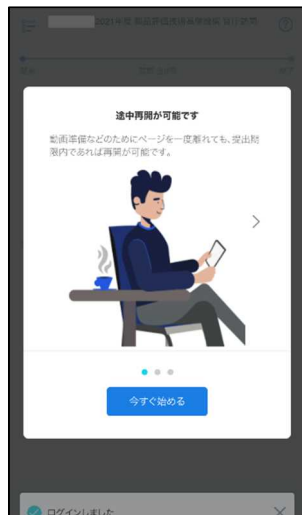 途中再開が可能です
動画準備などのためにページを一度離れても、提出期
限内であれば再開が可能です。
今すぐ始める
ログインしました